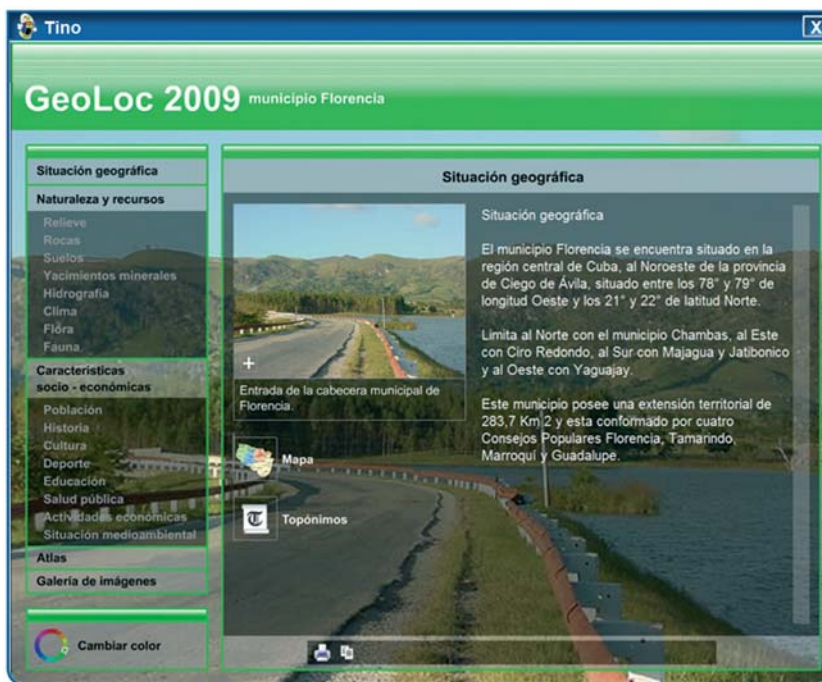 Tino
X
GeoLoc 2009 municipio Florencia
Situación geográfica
Naturaleza y recursos
Relieve
Rocas
Suelos
Yacimientos minerales
Hidrografía
Clima
Flóra
Fauna
Características
socio - económicas
Población
Historia
Cultura
Deporte
Educación
Salud pública
Actividades económicas
Situación medioambiental
Atlas
Galería de imágenes
Cambiar color
Situación geográfica
Entrada de la cabecera municipal de
Florencia.
Mapa
Topónimos
Situación geográfica
El municipio Florencia se encuentra situado en la
región central de Cuba, al Noroeste de la provincia
de Ciego de Ávila, situado entre los 78° y 79° de
longitud Oeste y los 21° y 22° de latitud Norte.
Limita al Norte con el municipio Chambas, al Este
con Ciro Redondo, al Sur con Majagua y Jatibonico
y al Oeste con Yaguajay.
Este municipio posee una extensión territorial de
283,7 Km 2 y esta conformado por cuatro
Consejos Populares Florencia, Tamarindo,
Marroquí y Guadalupe.